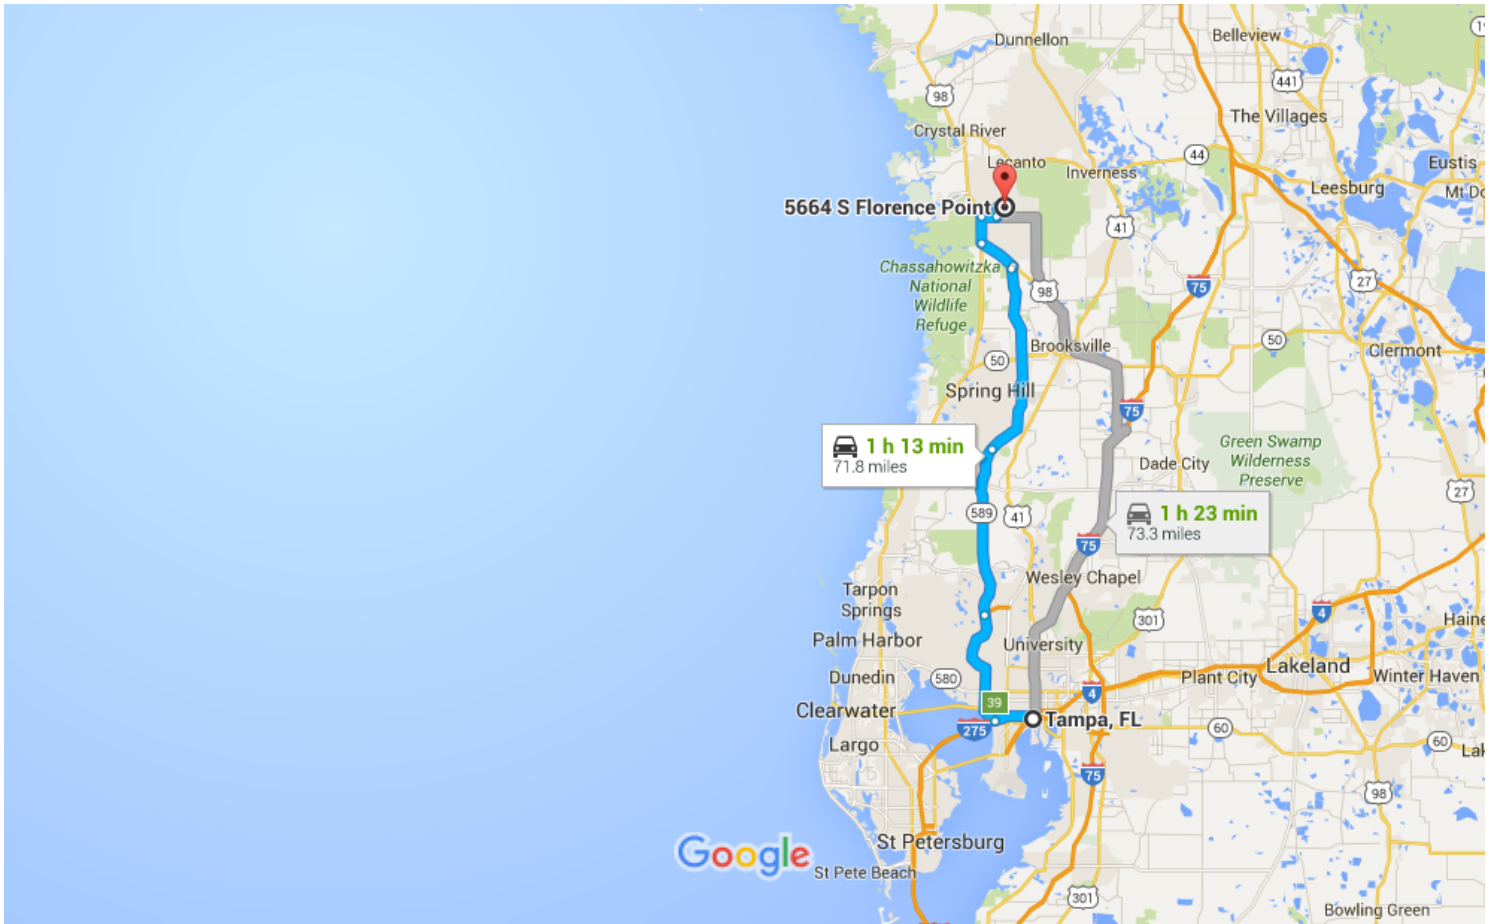 Dunnellon
Belleview
19
98
441
The Villages
Crystal River
Lecanto
44
Eustis
Inverness
Leesburg
Mt Do
5664 S Florence Point
41
Chassahowitzka
National
Wildlife
Refuge
75
27
98
Brooksville
50
50
Clermont
Spring Hill
75
1 h 13 min
71.8 miles
Green Swamp
Wilderness
Preserve
Dade City
27
589
41
1 h 23 min
73.3 miles
75
Wesley Chapel
Tarpon
Springs
301
4
Haine
Palm Harbor
University
Lakeland
Dunedin
580
Plant City
Winter Haven
4
39
Clearwater
Tampa, FL
275
60
Largo
60
Lak
75
98
St Petersburg
Google
St Pete Beach
301
Bowling Green